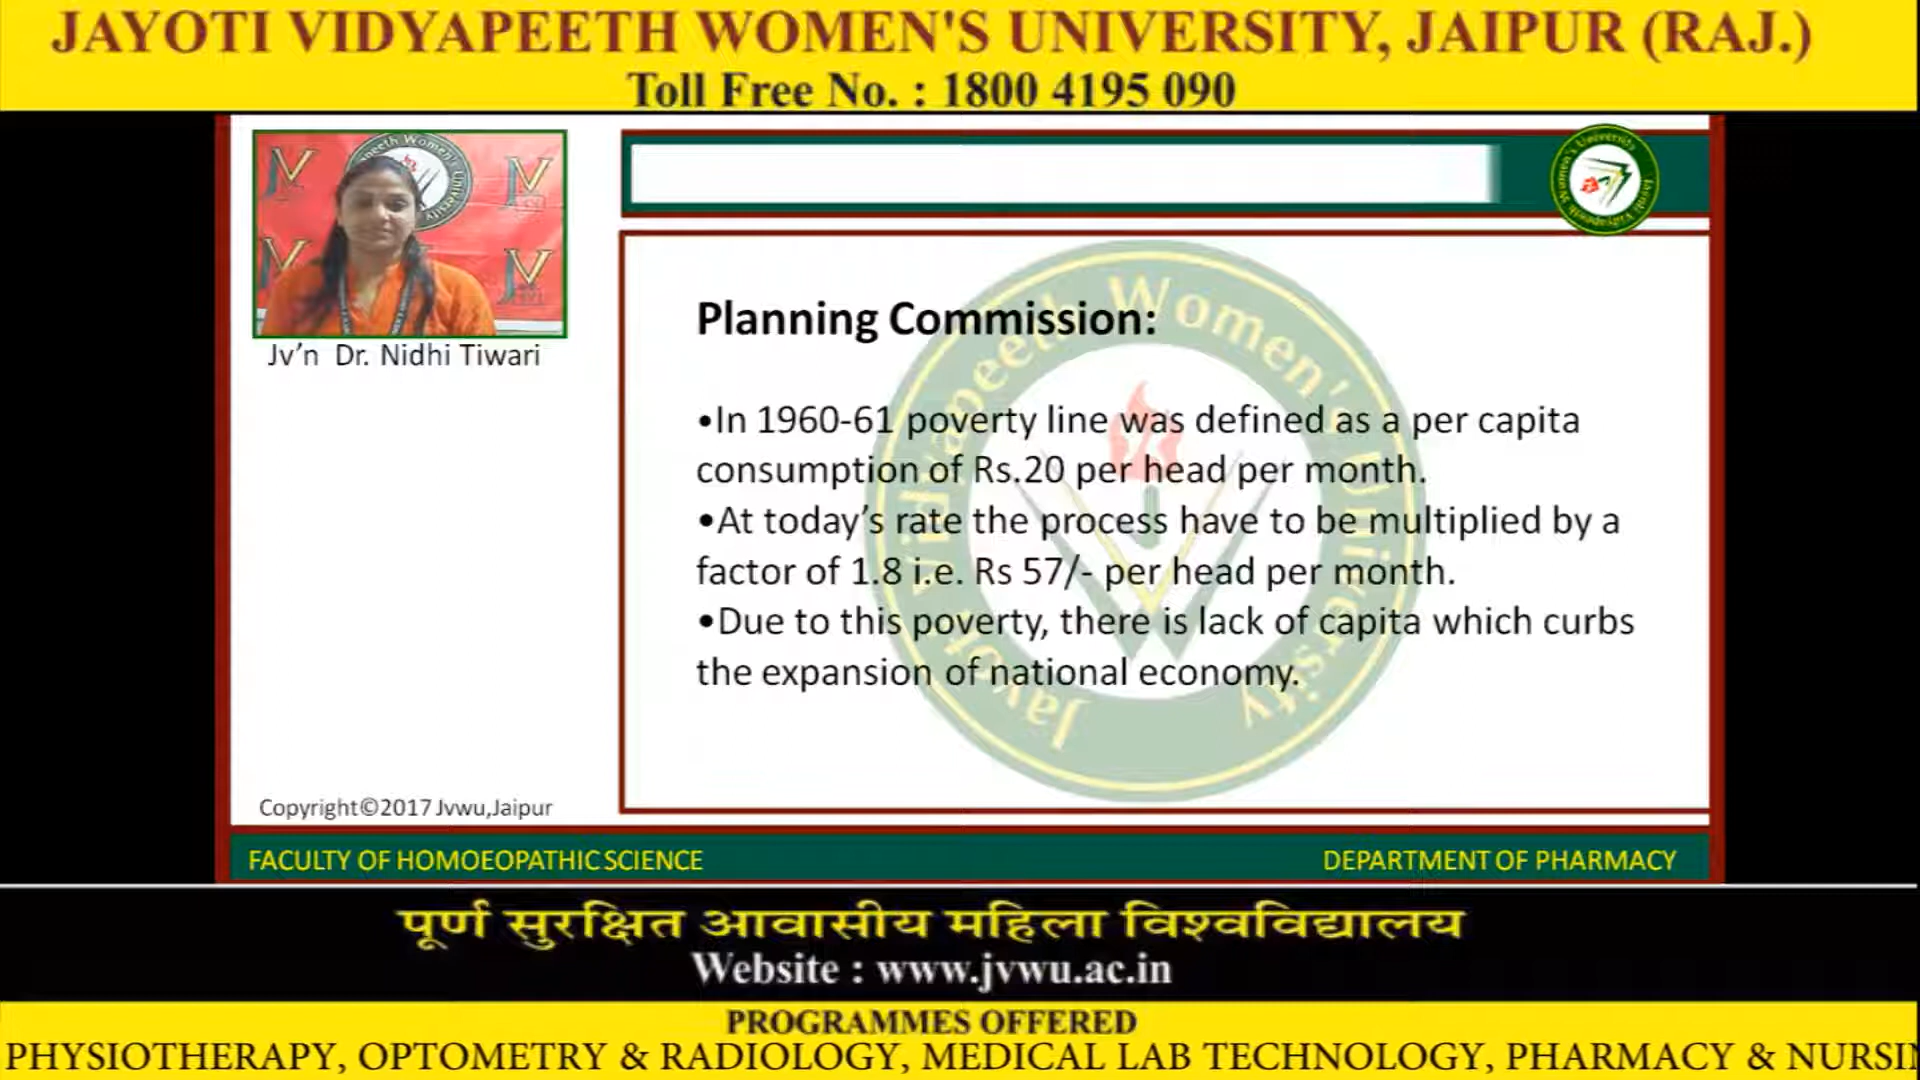 JAYOTI VIDYAPEETH WOMEN'S UNIVERSITY, JAIPUR (RAJ.)
Toll Free No. : 1800 4195 090
Jv’n Dr. Nidhi Tiwari
Planning Commission:
•In 1960-61 poverty line was defined as a per capita
consumption of Rs.20 per head per month.
•At today’s rate the process have to be multiplied by a
factor of 1.8 i.e. Rs 57/- per head per month.
•Due to this poverty, there is lack of capita which curbs
the expansion of national economy.
Jayoti Vidyapeeth Women's University
Copyright©2017 Jvwu,Jaipur
FACULTY OF HOMOEOPATHIC SCIENCE
DEPARTMENT OF PHARMACY
पूर्ण सुरक्षित आवासीय महिला विश्वविद्यालय
Website : www.jvwu.ac.in
PROGRAMMES OFFERED
PHYSIOTHERAPY, OPTOMETRY & RADIOLOGY, MEDICAL LAB TECHNOLOGY, PHARMACY & NURSIN